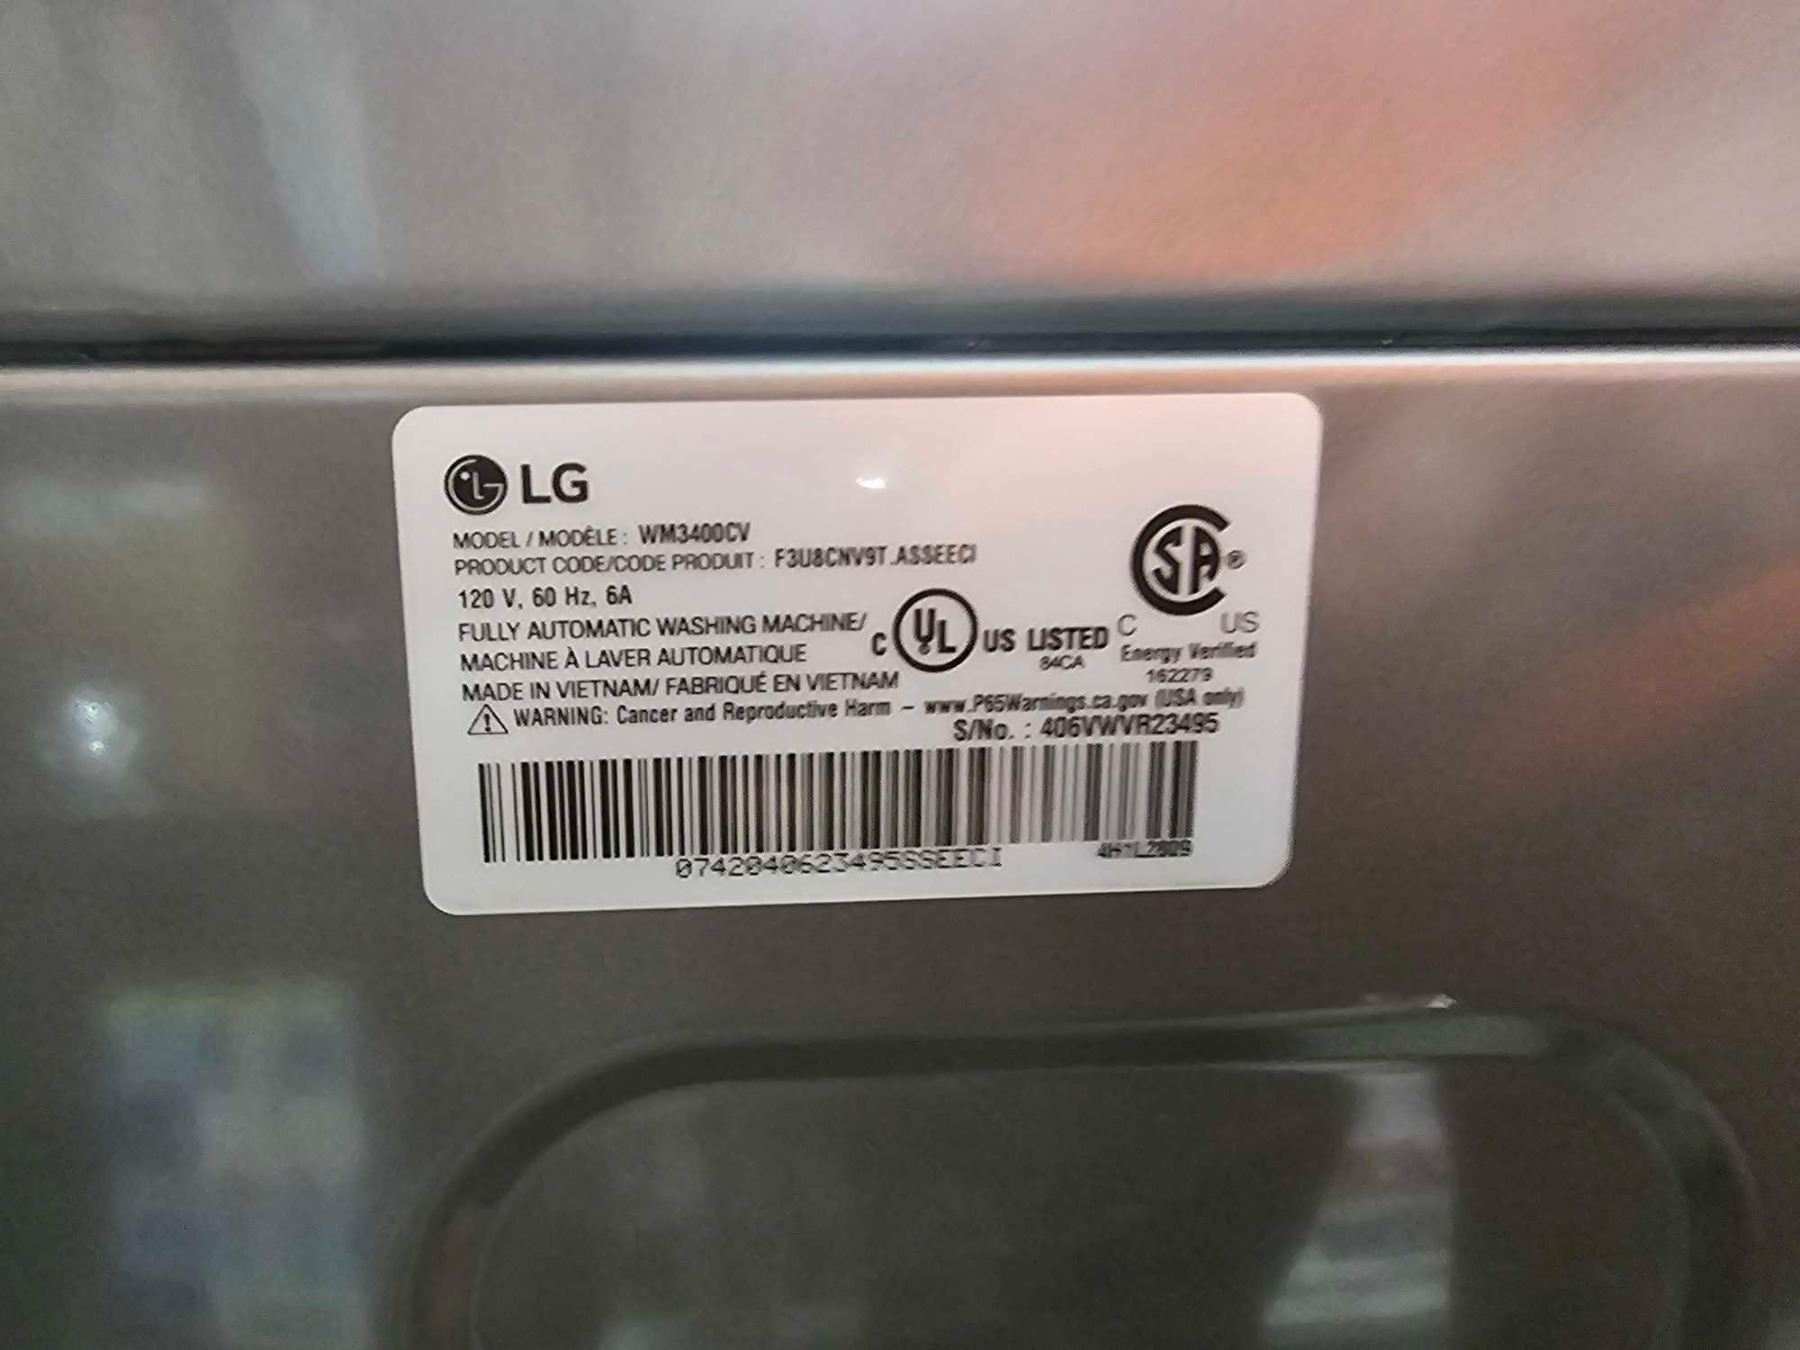 LG
MODEL / MODÈLE : WM3400CV
PRODUCT CODE/CODE PRODUIT : F3U8CNV9T.ASSEECI
120 V, 60 Hz, 6A
FULLY AUTOMATIC WASHING MACHINE/
MACHINE À LAVER AUTOMATIQUE
MADE IN VIETNAM/ FABRIQUÉ EN VIETNAM
C UL US LISTED
84CA
SA®
C US
Energy Verified
162279
WARNING: Cancer and Reproductive Harm – www.P65Warnings.ca.gov (USA only)
S/No. : 406VWVR23495
0742040623495SSEECI